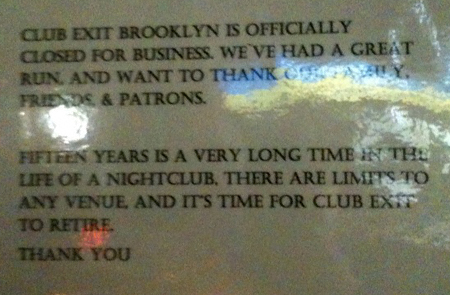 CLUB EXIT BROOKLYN IS OFFICIALLY
CLOSED FOR BUSINESS. WE'VE HAD A GREAT
RUN, AND WANT TO THANK OUR FAMILY,
FRIENDS, & PATRONS.
FIFTEEN YEARS IS A VERY LONG TIME IN THE
LIFE OF A NIGHTCLUB. THERE ARE LIMITS TO
ANY VENUE, AND IT'S TIME FOR CLUB EXIT
TO RETIRE.
THANK YOU